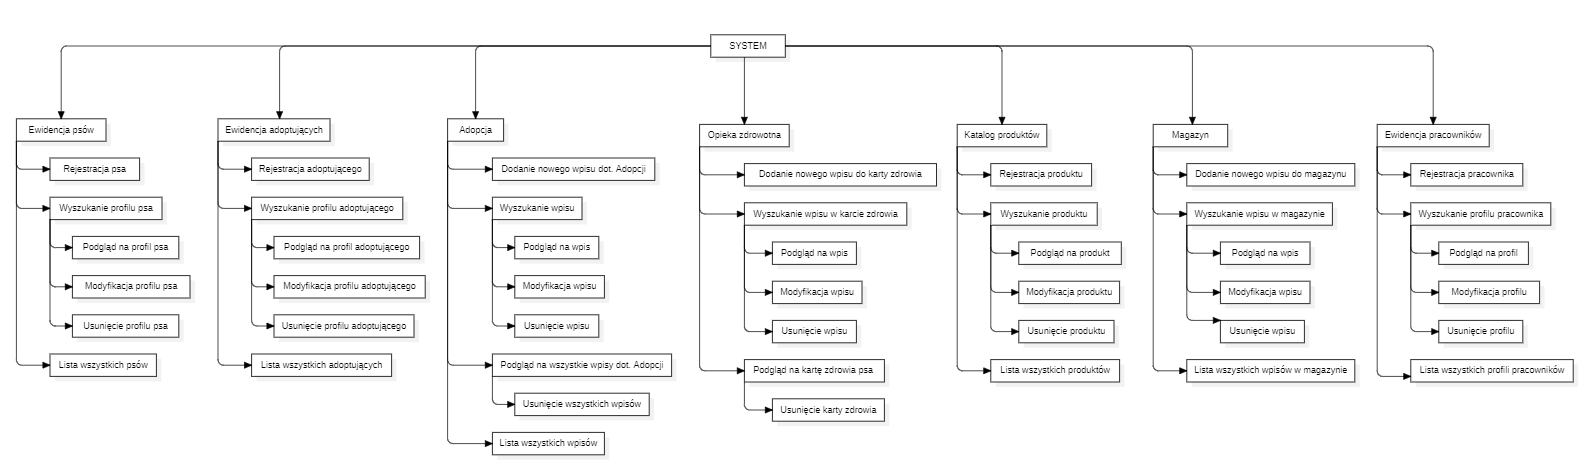 SYSTEM
Ewidencja psów
Rejestracja psa
Wyszukanie profilu psa
Podgląd na profil psa
Modyfikacja profilu psa
Usunięcie profilu psa
Lista wszystkich psów
Ewidencja adoptujących
Rejestracja adoptującego
Wyszukanie profilu adoptującego
Podgląd na profil adoptującego
Modyfikacja profilu adoptującego
Usunięcie profilu adoptującego
Lista wszystkich adoptujących
Adopcja
Dodanie nowego wpisu dot. Adopcji
Wyszukanie wpisu
Podgląd na wpis
Modyfikacja wpisu
Usunięcie wpisu
Podgląd na wszystkie wpisy dot. Adopcji
Usunięcie wszystkich wpisów
Lista wszystkich wpisów
Opieka zdrowotna
Dodanie nowego wpisu do karty zdrowia
Wyszukanie wpisu w karcie zdrowia
Podgląd na wpis
Modyfikacja wpisu
Usunięcie wpisu
Podgląd na kartę zdrowia psa
Usunięcie karty zdrowia
Katalog produktów
Rejestracja produktu
Wyszukanie produktu
Podgląd na produkt
Modyfikacja produktu
Usunięcie produktu
Lista wszystkich produktów
Magazyn
Dodanie nowego wpisu do magazynu
Wyszukanie wpisu w magazynie
Podgląd na wpis
Modyfikacja wpisu
Usunięcie wpisu
Lista wszystkich wpisów w magazynie
Ewidencja pracowników
Rejestracja pracownika
Wyszukanie profilu pracownika
Podgląd na profil
Modyfikacja profilu
Usunięcie profilu
Lista wszystkich profili pracowników